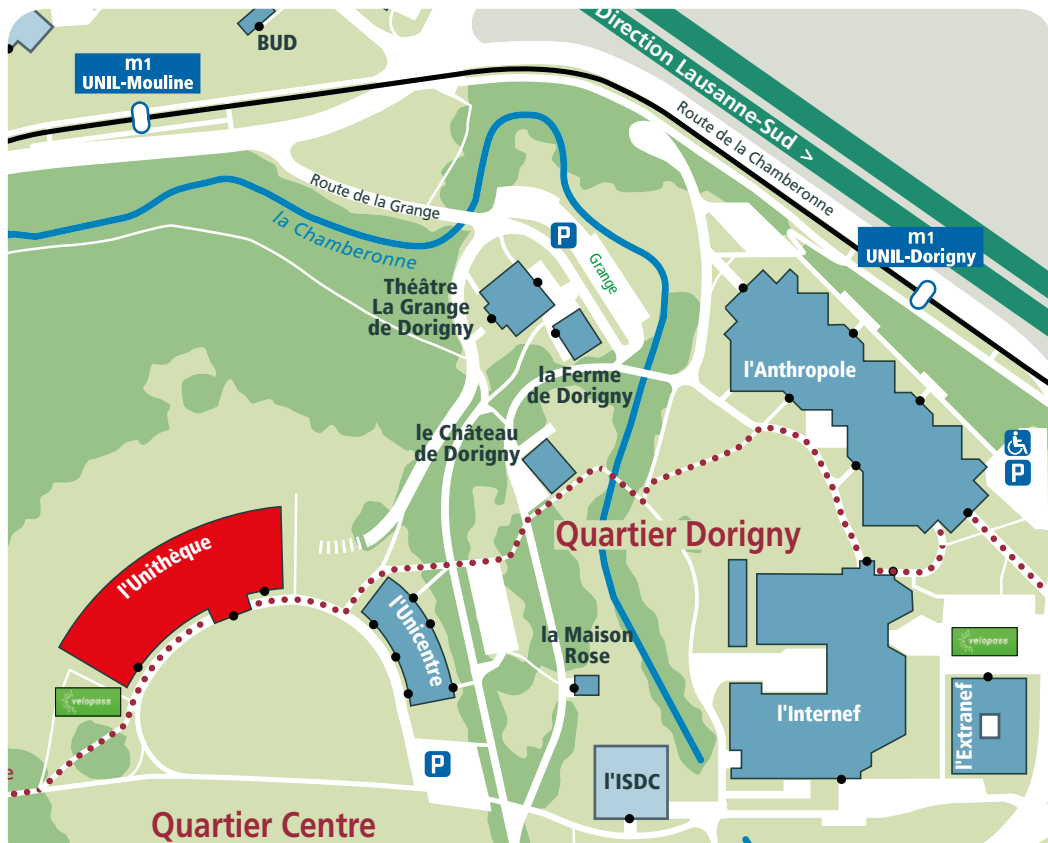 BUD
m1
UNIL-Mouline
Direction Lausanne-Sud >
Route de la Chamberonne
Route de la Grange
la Chamberonne
P
m1
UNIL-Dorigny
Grange
Théâtre
La Grange
de Dorigny
l'Anthropole
la Ferme
de Dorigny
le Château
de Dorigny
P
Quartier Dorigny
l'Unithèque
l'Unicentre
la Maison
Rose
velopass
velopass
l'Internef
l'Extranef
P
l'ISDC
Quartier Centre